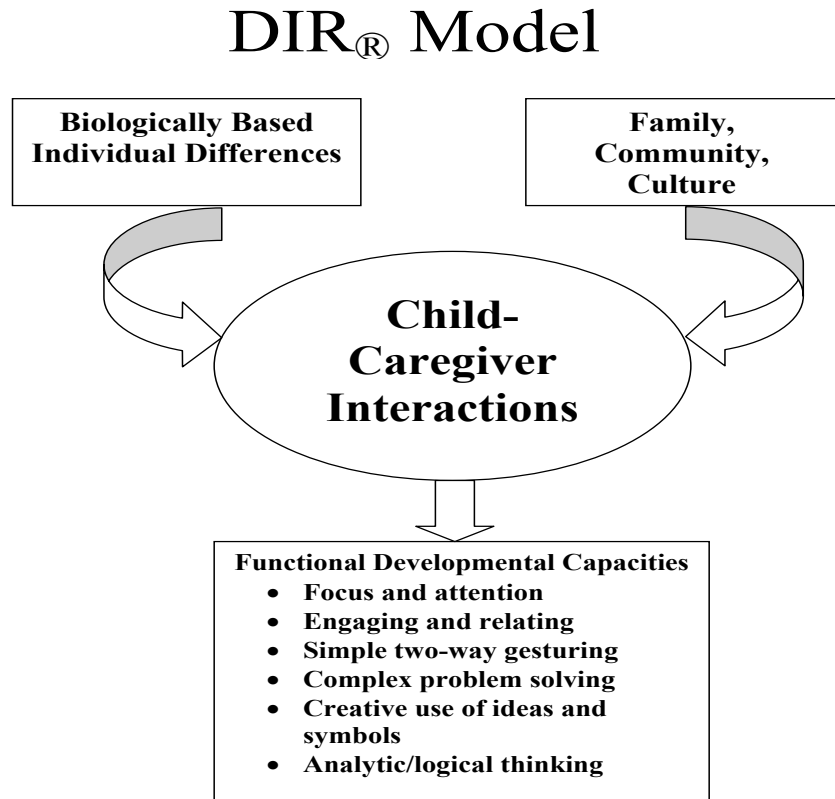 DIR® Model
Biologically Based
Individual Differences
Family,
Community,
Culture
Child-
Caregiver
Interactions
Functional Developmental Capacities
• Focus and attention
• Engaging and relating
• Simple two-way gesturing
• Complex problem solving
• Creative use of ideas and
symbols
• Analytic/logical thinking